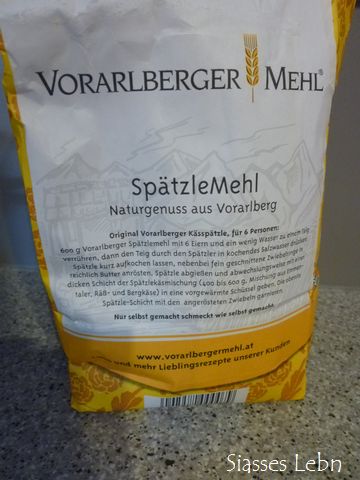 VORARLBERGER MEHL®
SpätzleMehl
Naturgenuss aus Vorarlberg
Original Vorarlberger Kässpätzle, für 6 Personen:
600 g Vorarlberger Spätzlemehl mit 6 Eiern und ein wenig Wasser zu einem Teig
verrühren, dann den Teig durch den Spätzler in kochendes Salzwasser drücken.
Spätzle kurz aufkochen lassen, nebenbei fein geschnittene Zwiebelringe in
reichlich Butter anrösten. Spätzle abgießen und abwechslungsweise mit einer
dicken Schicht der Spätzlekäsmischung (400 bis 600 g, Mischung aus Emmen-
taler, Räß- und Bergkäse) in eine vorgewärmte Schüssel geben. Die oberste
Spätzle-Schicht mit den angerösteten Zwiebeln garnieren.
Nur selbst gemacht schmeckt wie selbst gemacht.
www.vorarlbergermehl.at
und mehr Lieblingsrezepte unserer Kunden
Siasses Lebn